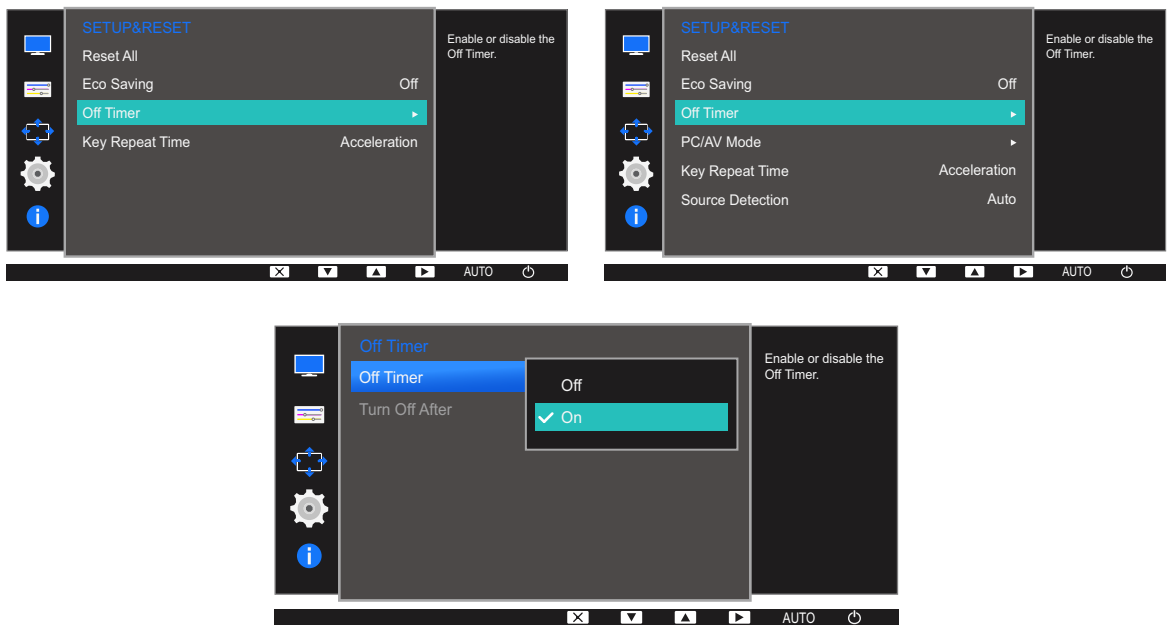 SETUP&RESET
Reset All
Eco Saving Off
Off Timer
Key Repeat Time Acceleration
Enable or disable the
Off Timer.
AUTO
SETUP&RESET
Reset All
Eco Saving Off
Off Timer
PC/AV Mode
Key Repeat Time Acceleration
Source Detection Auto
Enable or disable the
Off Timer.
AUTO
Off Timer
Off Timer
Turn Off After
Off
On
Enable or disable the
Off Timer.
AUTO